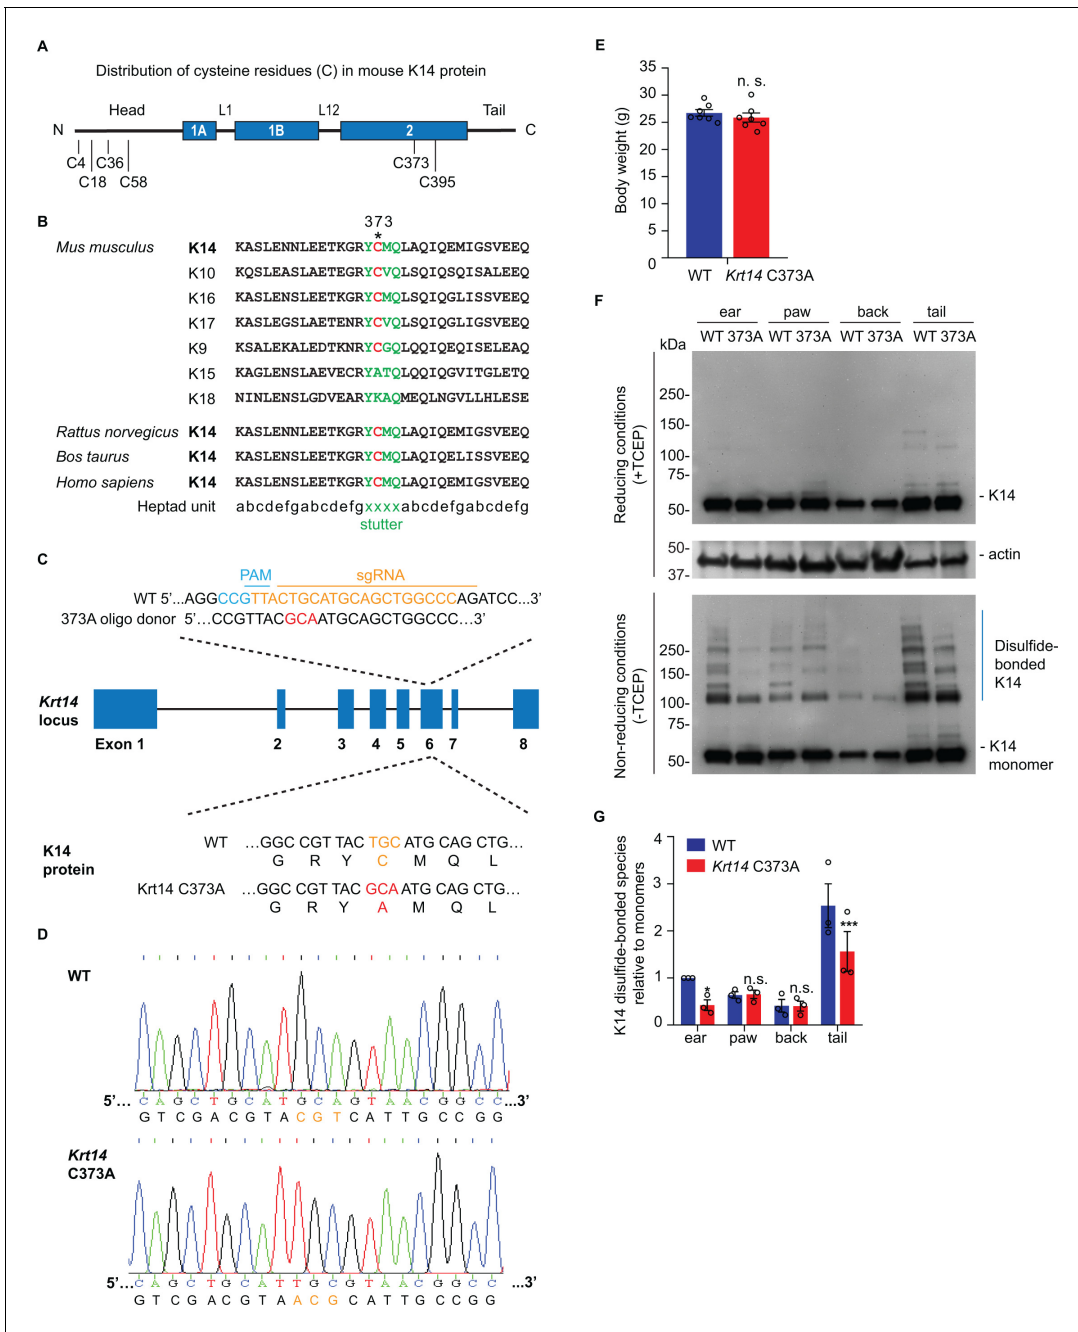 A
Distribution of cysteine residues (C) in mouse K14 protein
Head L1 L12 Tail
N 1A 1B 2 C
C4 C36 C373
C18 C58 C395
B
373
*
Mus musculus K14 KASLENNLEETKGRYCMQLAQIQEMIGSVEEQ
K10 KQSLEASLAETEGRYCVQLSQIQSQISALEEQ
K16 KASLENSLEETKGRYCMQLSQIQGLISSVEEQ
K17 KASLEGSLAETENRYCVQLSQIQGLIGSVEEQ
K9 KSALEKALEDTKNRYCGQLQQIQEQISELEAQ
K15 KAGLENSLAEVECRYATQLQQIQGVITGLETQ
K18 NINLENSLGDVEARYKAQMEQLNGVLLHLESE
Rattus norvegicus K14 KASLENNLEETKGRYCMQLAQIQEMIGSVEEQ
Bos taurus K14 KASLENSLEETKGRYCMQLAQIQELISSVEEQ
Homo sapiens K14 KASLENSLEETKGRYCMQLAQIQEMIGSVEEQ
Heptad unit abcdefgabcdefgxxxxabcdefgabcdefg
stutter
C
PAM sgRNA
WT 5’...AGGCCGTTACTGCATGCAGCTGGCCCAGATCC...3’
373A oligo donor 5’...CCGTTACGCAATGCAGCTGGCCC...3’
Krt14
locus
Exon 1 2 3 4 5 6 7 8
WT ...GGC CGT TAC TGC ATG CAG CTG...
G R Y C M Q L
K14
protein
Krt14 C373A ...GGC CGT TAC GCA ATG CAG CTG...
G R Y A M Q L
D
WT
5’... C A G C T G C A T G C A G T A A C G G C C ...3’
G T C G A C G T A C G T C A T T G C C G G
Krt14
C373A
5’... C A G C T G C A T T G C G T A A C G G C C ...3’
G T C G A C G T A A C G C A T T G C C G G
E
Body weight (g)
35
30
25
20
15
10
5
0
n. s.
WT Krt14 C373A
F
ear paw back tail
WT 373A WT 373A WT 373A WT 373A
kDa
Reducing conditions
(+TCEP)
250-
150-
100-
75-
50-
- K14
50-
37-
- actin
Non-reducing conditions
(-TCEP)
250-
150-
100-
75-
50-
Disulfide-
bonded
K14
- K14
monomer
G
K14 disulfide-bonded species
relative to monomers
4
3
2
1
0
WT
Krt14 C373A
* n.s. n.s. ***
ear paw back tail